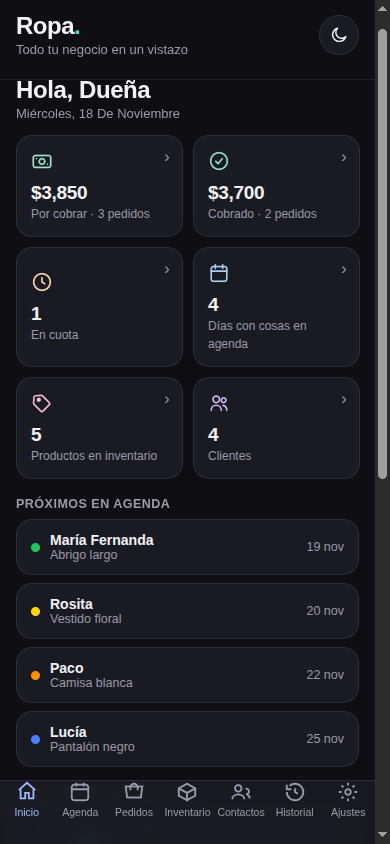 Ropa.
Todo tu negocio en un vistazo
Hola, Dueña
Miércoles, 18 De Noviembre
$3,850
Por cobrar · 3 pedidos
$3,700
Cobrado · 2 pedidos
1
En cuota
4
Días con cosas en
agenda
5
Productos en inventario
4
Clientes
PRÓXIMOS EN AGENDA
María Fernanda
Abrigo largo
19 nov
Rosita
Vestido floral
20 nov
Paco
Camisa blanca
22 nov
Lucía
Pantalón negro
25 nov
Inicio
Agenda
Pedidos
Inventario
Contactos
Historial
Ajustes